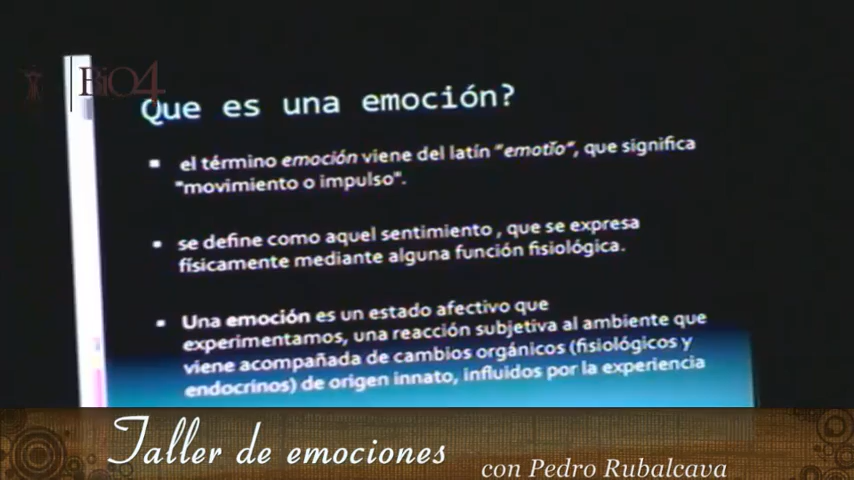 BiO4
Que es una emoción?
el término emoción viene del latín "emotĭo", que significa
"movimiento o impulso".
se define como aquel sentimiento , que se expresa
físicamente mediante alguna función fisiológica.
Una emoción es un estado afectivo que
experimentamos, una reacción subjetiva al ambiente que
viene acompañada de cambios orgánicos (fisiológicos y
endocrinos) de origen innato, influidos por la experiencia
Taller de emociones
con Pedro Rubalcava